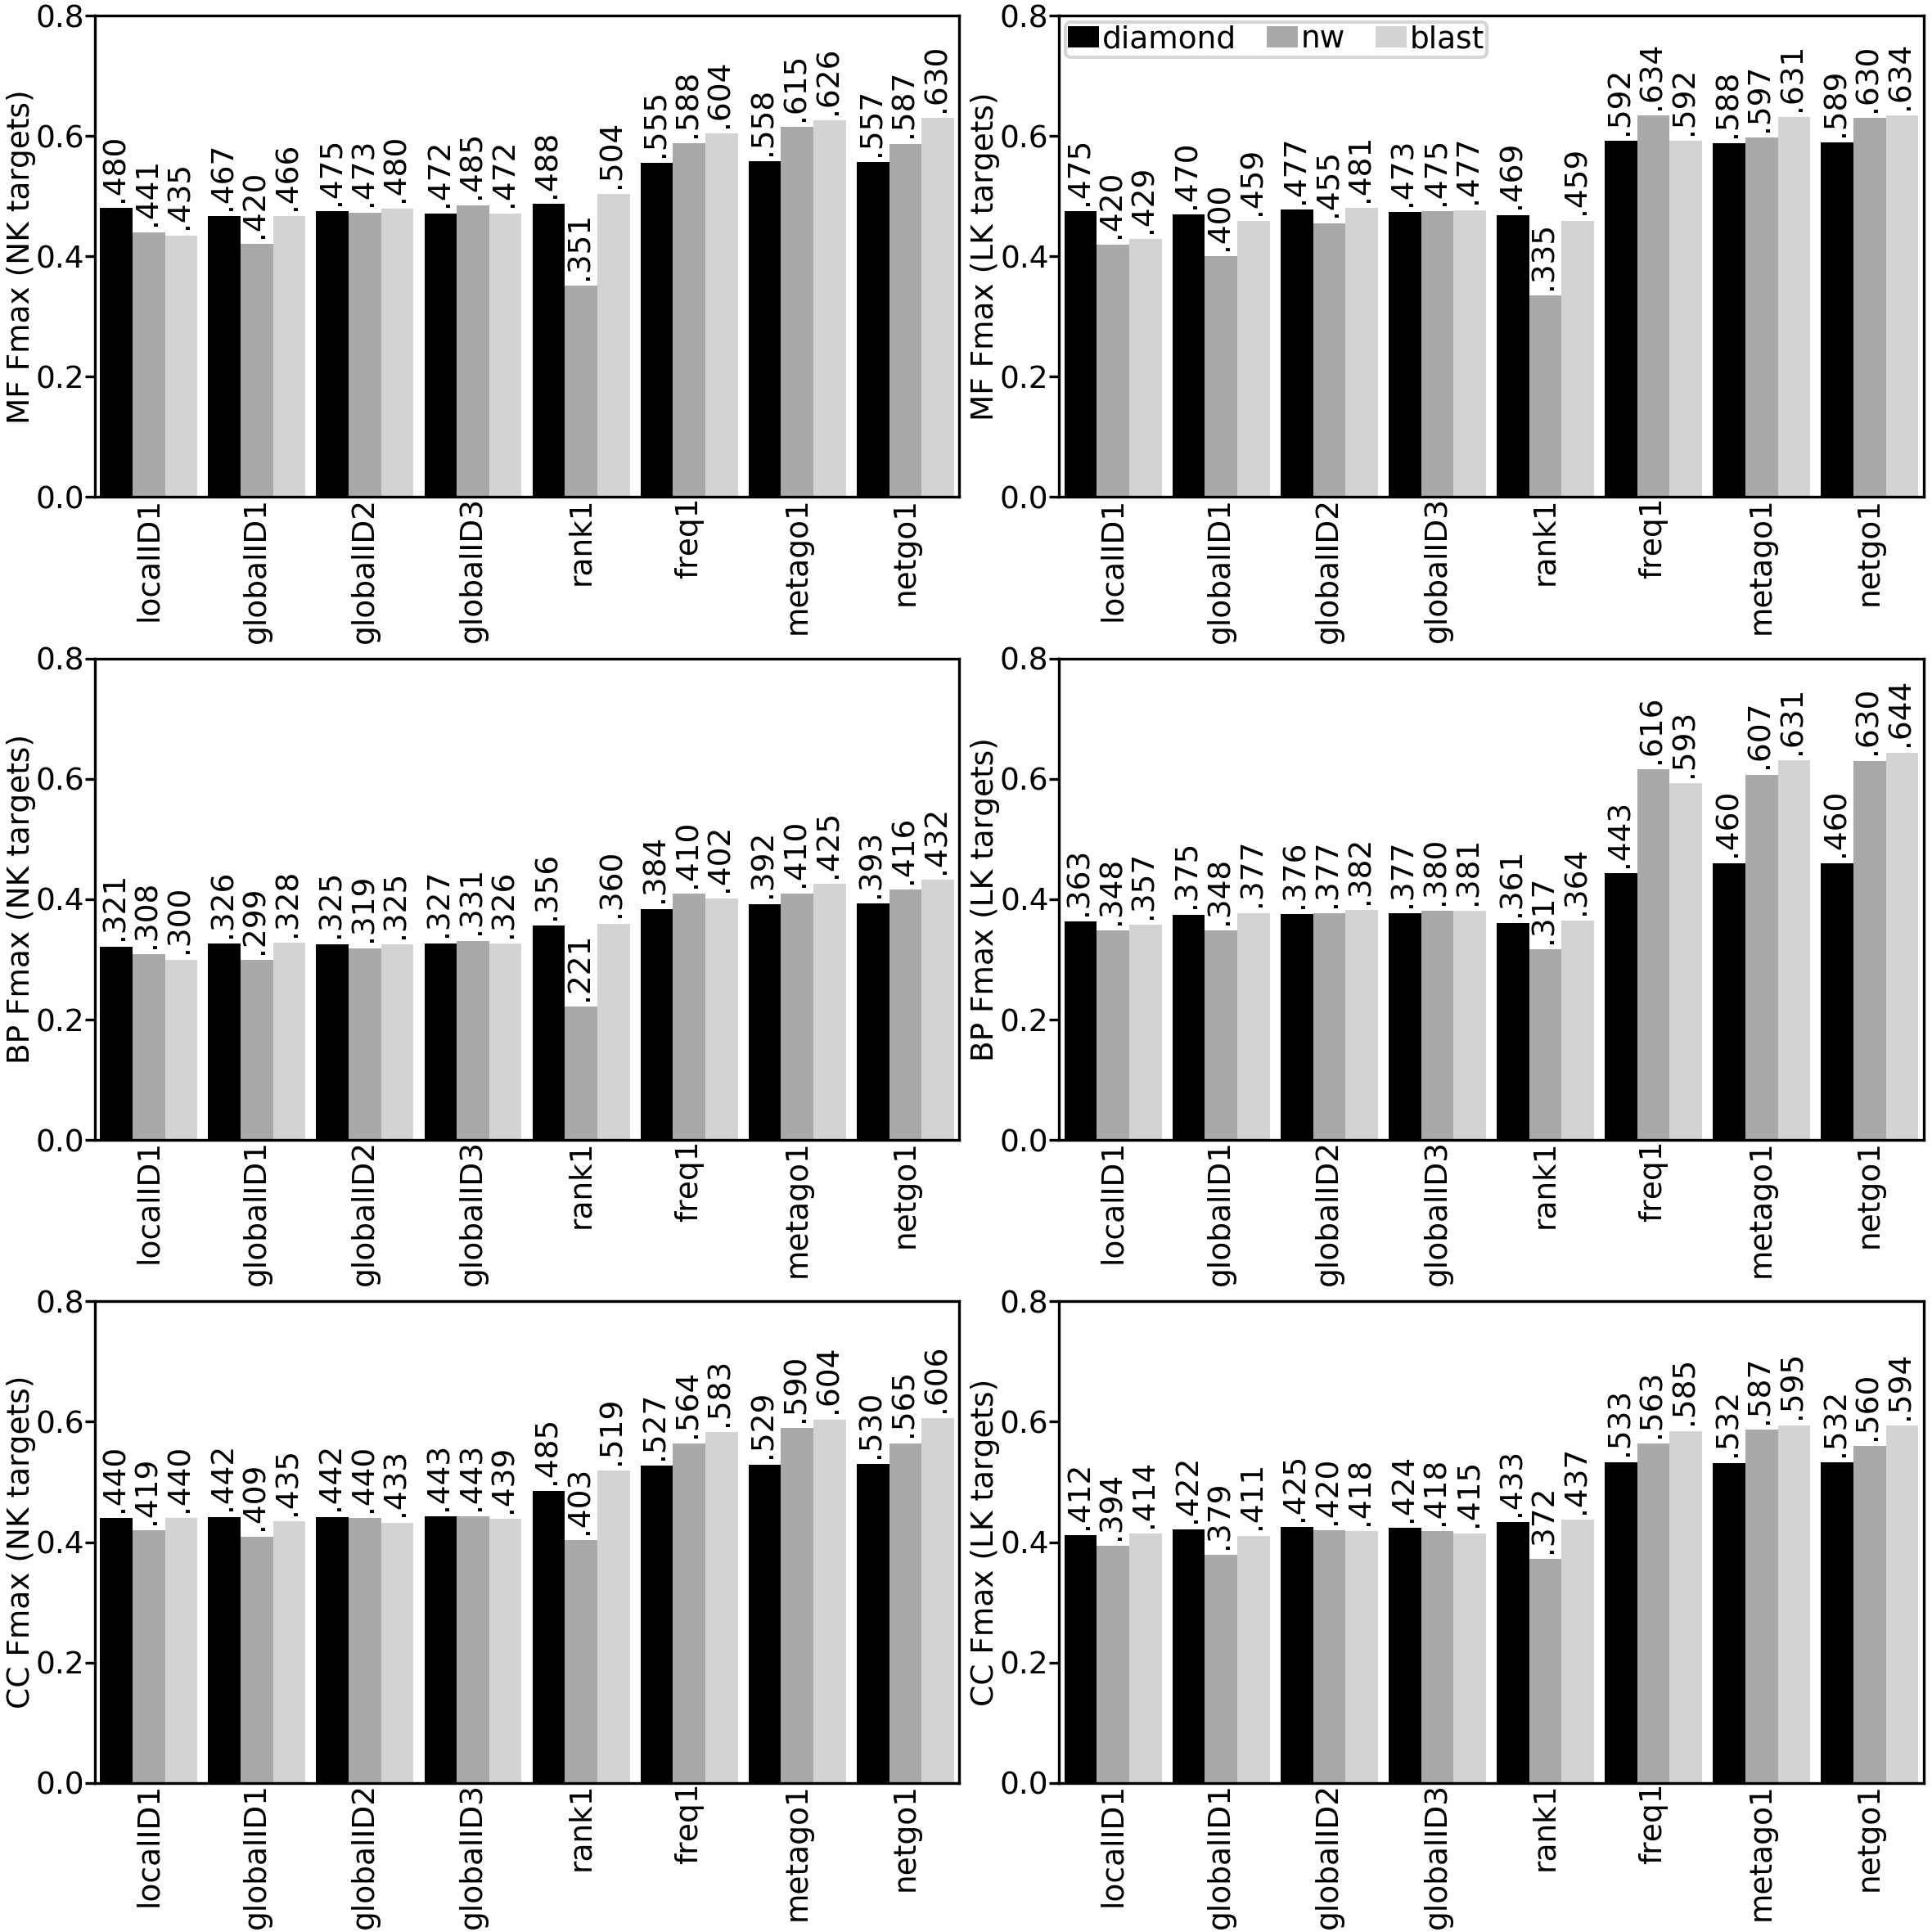 MF Fmax (NK targets)
0.8
0.6
0.4
0.2
0.0
.480 .441 .435 .467 .420 .466 .475 .473 .480 .472 .485 .472 .488 .351 .504 .555 .588 .604 .558 .615 .626 .557 .587 .630
localID1 globalID1 globalID2 globalID3 rank1 freq1 metago1 netgo1
MF Fmax (LK targets)
0.8
0.6
0.4
0.2
0.0
diamond nw blast
.475 .420 .429 .470 .400 .459 .477 .455 .481 .473 .475 .477 .469 .335 .459 .592 .634 .592 .588 .597 .631 .589 .630 .634
localID1 globalID1 globalID2 globalID3 rank1 freq1 metago1 netgo1
BP Fmax (NK targets)
0.8
0.6
0.4
0.2
0.0
.321 .308 .300 .326 .299 .328 .325 .319 .325 .327 .331 .326 .356 .221 .360 .384 .410 .402 .392 .410 .425 .393 .416 .432
localID1 globalID1 globalID2 globalID3 rank1 freq1 metago1 netgo1
BP Fmax (LK targets)
0.8
0.6
0.4
0.2
0.0
.363 .348 .357 .375 .348 .377 .376 .377 .382 .377 .380 .381 .361 .317 .364 .443 .616 .593 .460 .607 .631 .460 .630 .644
localID1 globalID1 globalID2 globalID3 rank1 freq1 metago1 netgo1
CC Fmax (NK targets)
0.8
0.6
0.4
0.2
0.0
.440 .419 .440 .442 .409 .435 .442 .440 .433 .443 .443 .439 .485 .403 .519 .527 .564 .583 .529 .590 .604 .530 .565 .606
localID1 globalID1 globalID2 globalID3 rank1 freq1 metago1 netgo1
CC Fmax (LK targets)
0.8
0.6
0.4
0.2
0.0
.412 .394 .414 .422 .379 .411 .425 .420 .418 .424 .418 .415 .433 .372 .437 .533 .563 .585 .532 .587 .595 .532 .560 .594
localID1 globalID1 globalID2 globalID3 rank1 freq1 metago1 netgo1